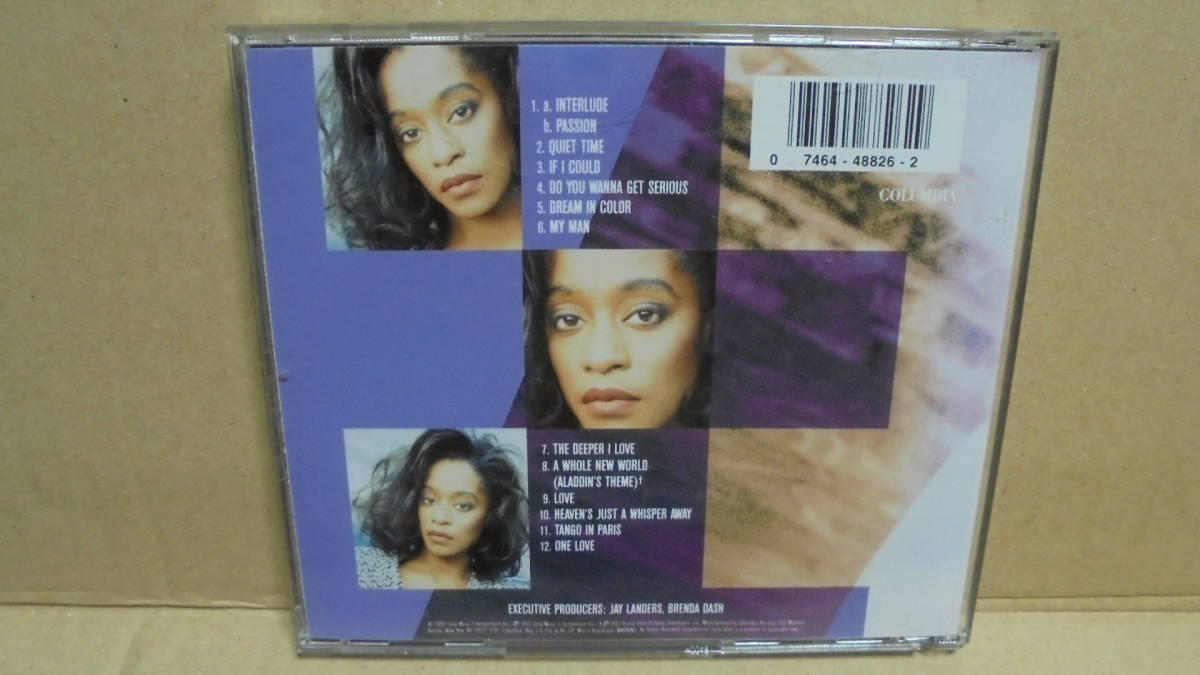 1. a. INTERLUDE
b. PASSION
2. QUIET TIME
3. IF I COULD
4. DO YOU WANNA GET SERIOUS
5. DREAM IN COLOR
6. MY MAN
0 7464-48826-2
COLUMBIA
7. THE DEEPER I LOVE
8. A WHOLE NEW WORLD
(ALADDIN'S THEME)†
9. LOVE
10. HEAVEN'S JUST A WHISPER AWAY
11. TANGO IN PARIS
12. ONE LOVE
EXECUTIVE PRODUCERS: JAY LANDERS, BRENDA DASH